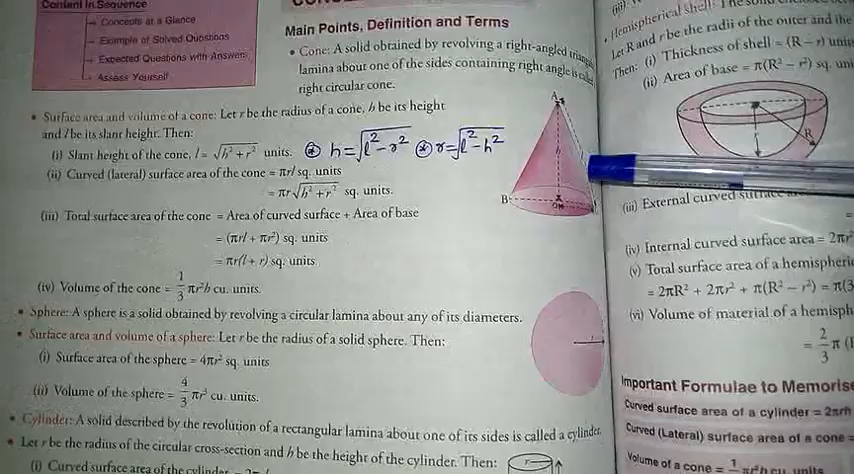 Content in Sequence
Concepts at a Glance
Example of Solved Questions
Expected Questions with Answers
Assess Yourself
Main Points, Definition and Terms
• Cone: A solid obtained by revolving a right-angled triangular
lamina about one of the sides containing right angle is called
right circular cone.
• Surface area and volume of a cone: Let r be the radius of a cone, h be its height
and l be its slant height. Then:
(i) Slant height of the cone, l = √h² + r² units. ⊛ h = √l² − r² ⊛ r = √l² − h²
(ii) Curved (lateral) surface area of the cone = πrl sq. units
= πr√h² + r² sq. units.
(iii) Total surface area of the cone = Area of curved surface + Area of base
= (πrl + πr²) sq. units
= πr(l + r) sq. units
(iv) Volume of the cone = 1/3 πr²h cu. units.
A
h
B
• Sphere: A sphere is a solid obtained by revolving a circular lamina about any of its diameters.
• Surface area and volume of a sphere: Let r be the radius of a solid sphere. Then:
(i) Surface area of the sphere = 4πr² sq. units
(ii) Volume of the sphere = 4/3 πr³ cu. units.
r
• Cylinder: A solid described by the revolution of a rectangular lamina about one of its sides is called a cylinder.
• Let r be the radius of the circular cross-section and h be the height of the cylinder. Then:
(i) Curved surface area of the cylinder
• Hemispherical shell: The solid
Let R and r be the radii of the outer and the
Then: (i) Thickness of shell = (R − r) units
(ii) Area of base = π(R² − r²) sq. uni
R
r
(iii) External curved surface
(iv) Internal curved surface area = 2πr²
(v) Total surface area of a hemispheric
= 2πR² + 2πr² + π(R² − r²) = π(3
(vi) Volume of material of a hemisph
= 2/3 π (
Important Formulae to Memorise
Curved surface area of a cylinder = 2πrh
Curved (Lateral) surface area of a cone =
Volume of a cone = 1/3 πr²h cu. units